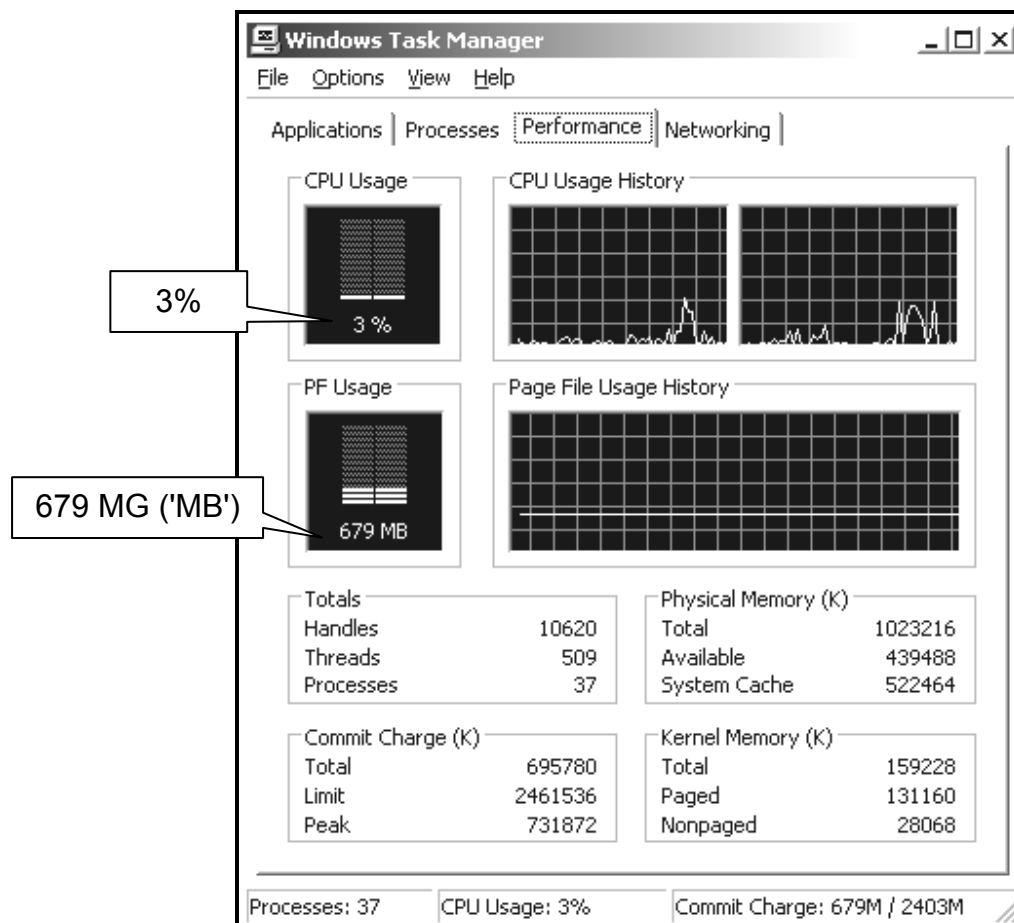 Windows Task Manager
File Options View Help
Applications Processes Performance Networking
CPU Usage CPU Usage History
3%
3 %
PF Usage Page File Usage History
679 MG ('MB')
679 MB
Totals Physical Memory (K)
Handles 10620 Total 1023216
Threads 509 Available 439488
Processes 37 System Cache 522464
Commit Charge (K) Kernel Memory (K)
Total 695780 Total 159228
Limit 2461536 Paged 131160
Peak 731872 Nonpaged 28068
Processes: 37 CPU Usage: 3% Commit Charge: 679M / 2403M